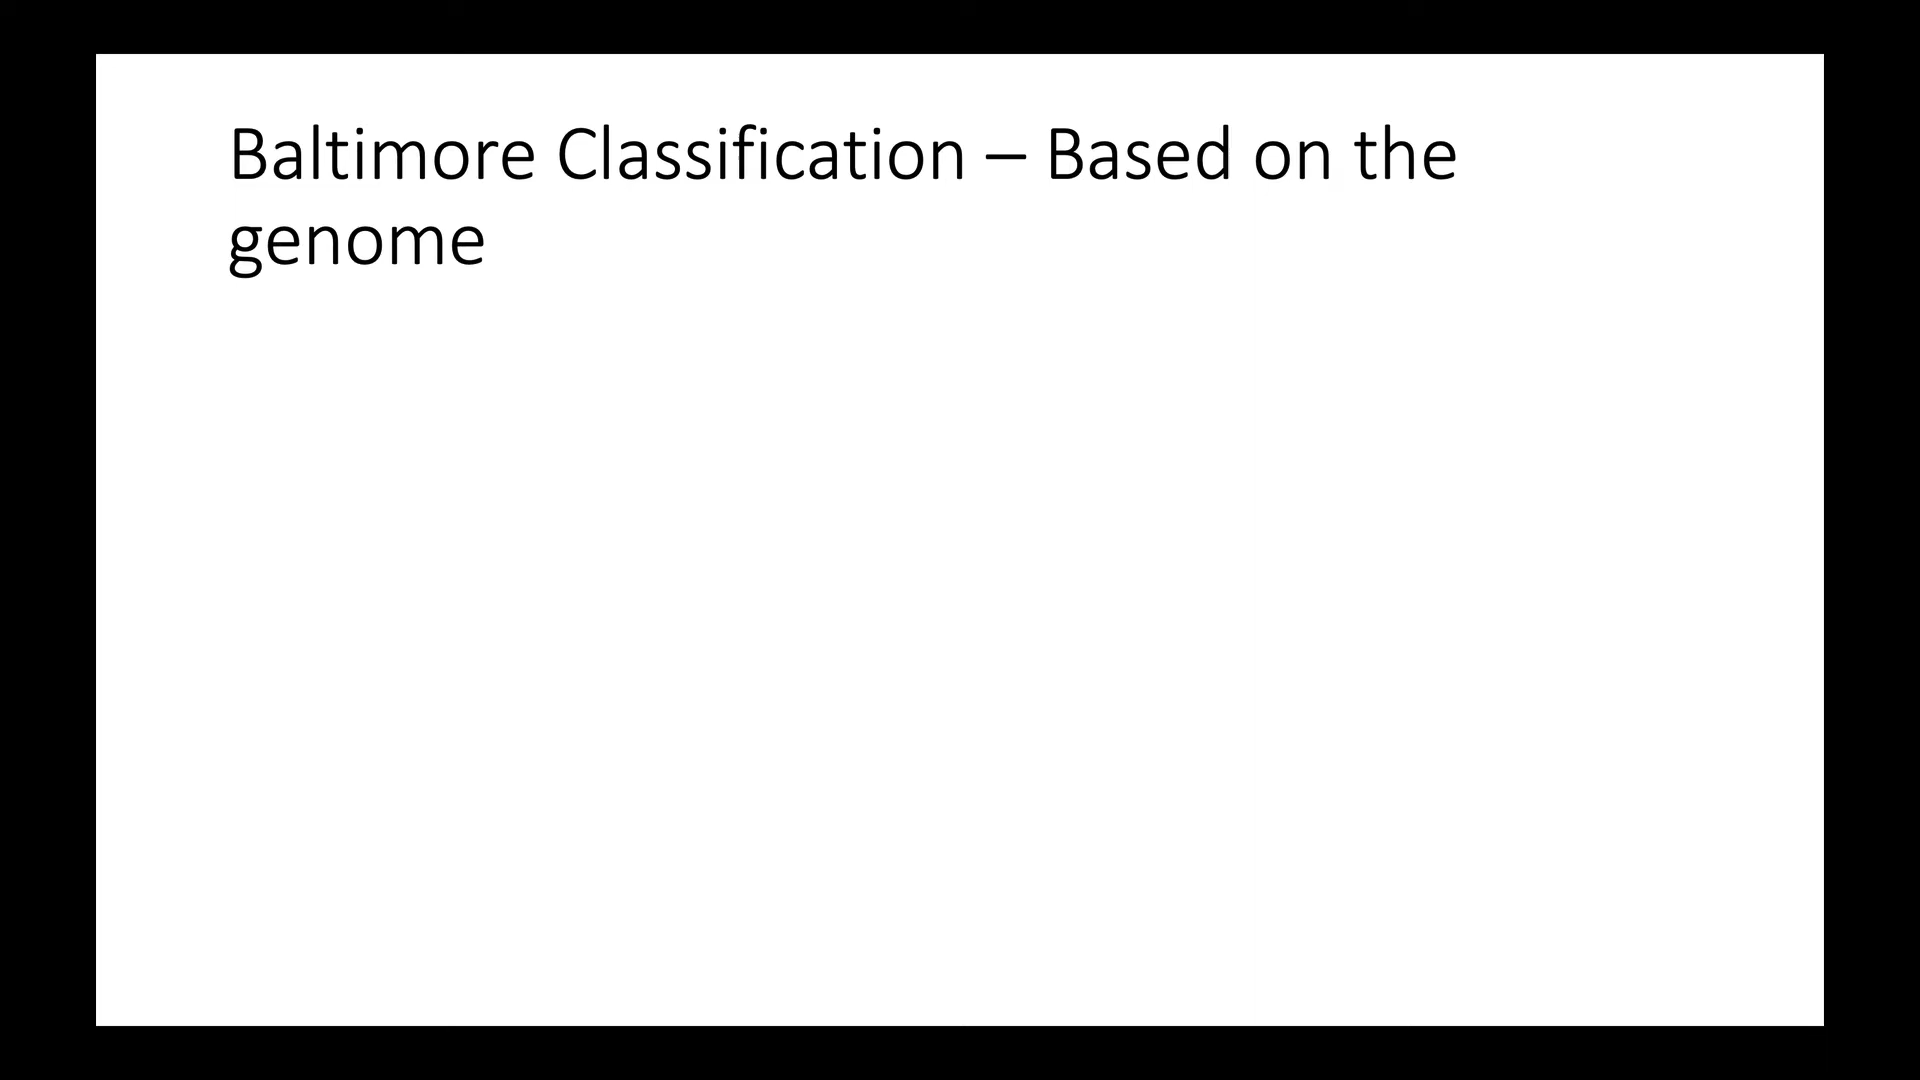 Baltimore Classification – Based on the
genome